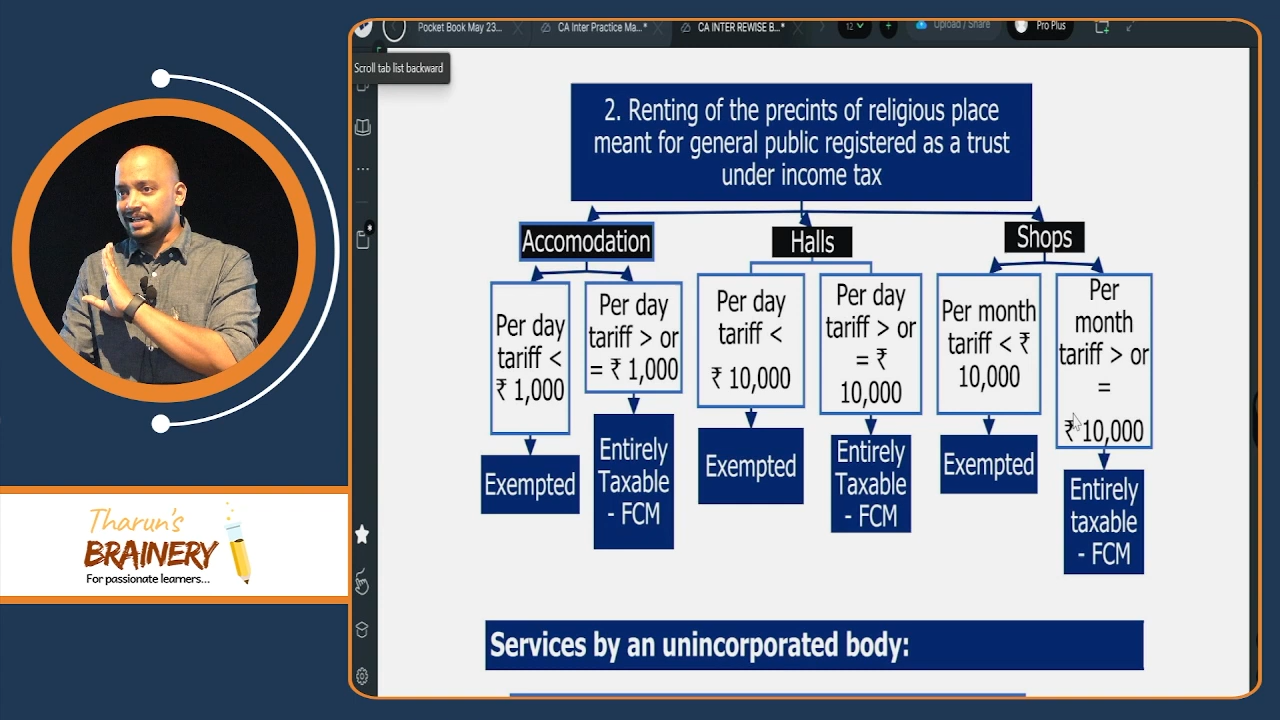 Pocket Book May 23...
CA Inter Practice Ma...*
CA INTER REWISE B...*
12
Upload / Share
Pro Plus
Scroll tab list backward
2. Renting of the precints of religious place
meant for general public registered as a trust
under income tax
Accomodation
Halls
Shops
Per day
tariff <
₹ 1,000
Per day
tariff > or
= ₹ 1,000
Per day
tariff <
₹ 10,000
Per day
tariff > or
= ₹
10,000
Per month
tariff < ₹
10,000
Per
month
tariff > or
=
₹ 10,000
Exempted
Entirely
Taxable
- FCM
Exempted
Entirely
Taxable
- FCM
Exempted
Entirely
taxable
- FCM
Services by an unincorporated body:
Tharun's
BRAINERY
For passionate learners...